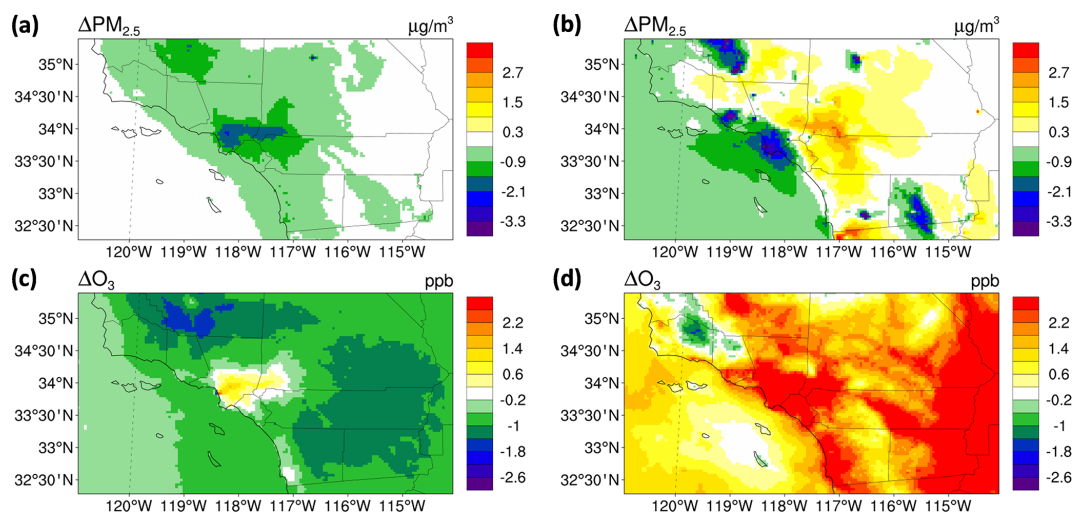 (a) ΔPM2.5 μg/m³
35°N
34°30'N
34°N
33°30'N
33°N
32°30'N
120°W 119°W 118°W 117°W 116°W 115°W
2.7
1.5
0.3
-0.9
-2.1
-3.3
(b) ΔPM2.5 μg/m³
35°N
34°30'N
34°N
33°30'N
33°N
32°30'N
120°W 119°W 118°W 117°W 116°W 115°W
2.7
1.5
0.3
-0.9
-2.1
-3.3
(c) ΔO3 ppb
35°N
34°30'N
34°N
33°30'N
33°N
32°30'N
120°W 119°W 118°W 117°W 116°W 115°W
2.2
1.4
0.6
-0.2
-1
-1.8
-2.6
(d) ΔO3 ppb
35°N
34°30'N
34°N
33°30'N
33°N
32°30'N
120°W 119°W 118°W 117°W 116°W 115°W
2.2
1.4
0.6
-0.2
-1
-1.8
-2.6